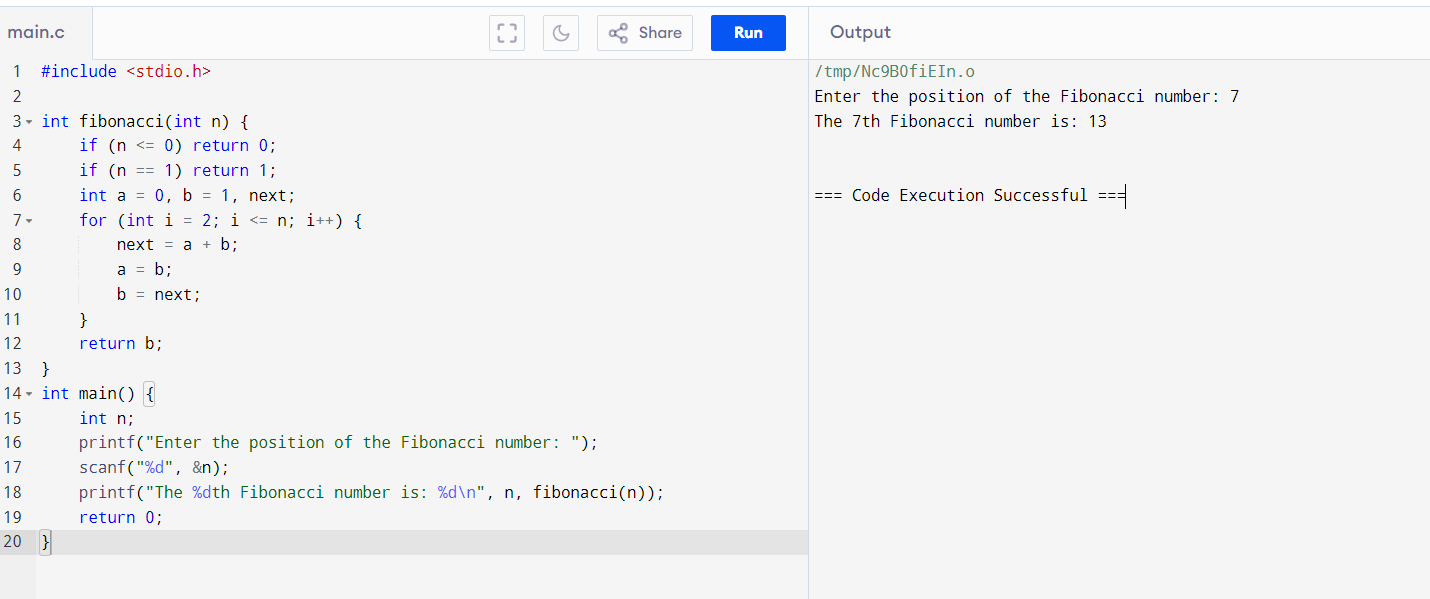 main.c
Share
Run
Output
1 #include <stdio.h>
2
3 int fibonacci(int n) {
4     if (n <= 0) return 0;
5     if (n == 1) return 1;
6     int a = 0, b = 1, next;
7     for (int i = 2; i <= n; i++) {
8         next = a + b;
9         a = b;
10         b = next;
11     }
12     return b;
13 }
14 int main() {
15     int n;
16     printf("Enter the position of the Fibonacci number: ");
17     scanf("%d", &n);
18     printf("The %dth Fibonacci number is: %d\n", n, fibonacci(n));
19     return 0;
20 }
/tmp/Nc9BOfiEIn.o
Enter the position of the Fibonacci number: 7
The 7th Fibonacci number is: 13
=== Code Execution Successful ===